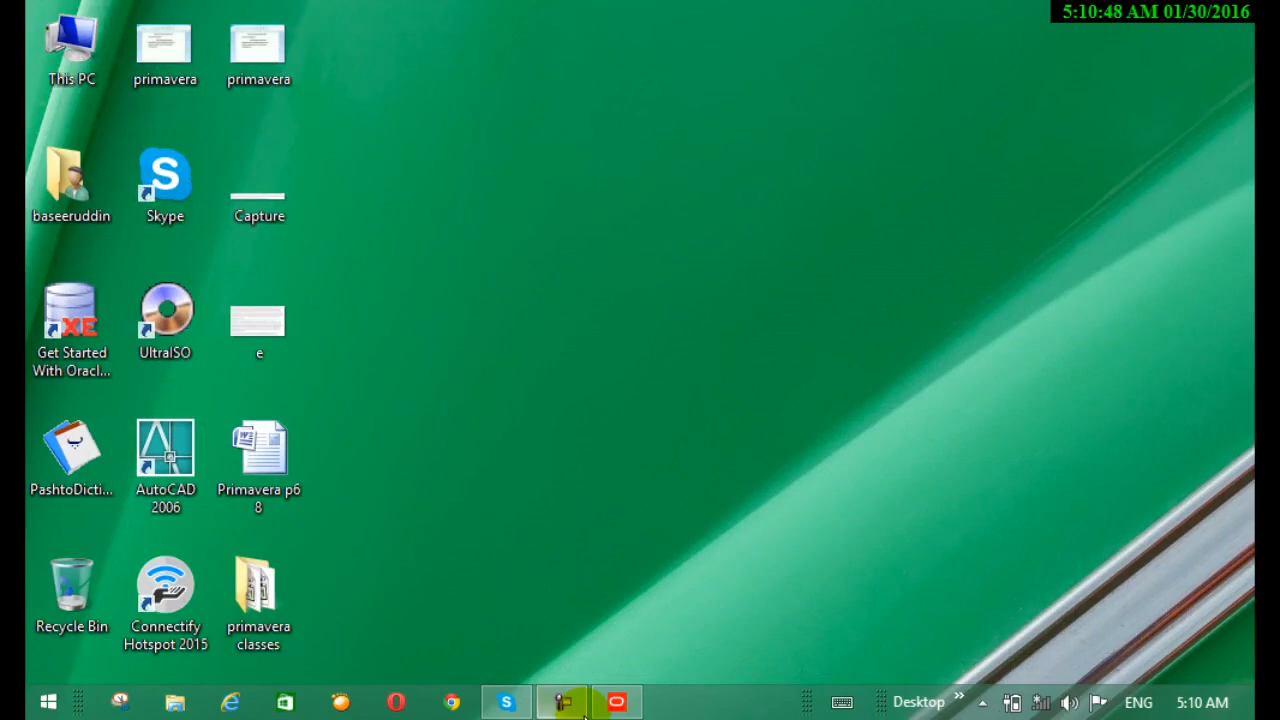 5:10:48 AM 01/30/2016
This PC
primavera
primavera
baseeruddin
Skype
Capture
Get Started
With Oracl...
UltraISO
e
PashtoDicti...
AutoCAD
2006
Primavera p6
8
Recycle Bin
Connectify
Hotspot 2015
primavera
classes
Desktop
ENG
5:10 AM